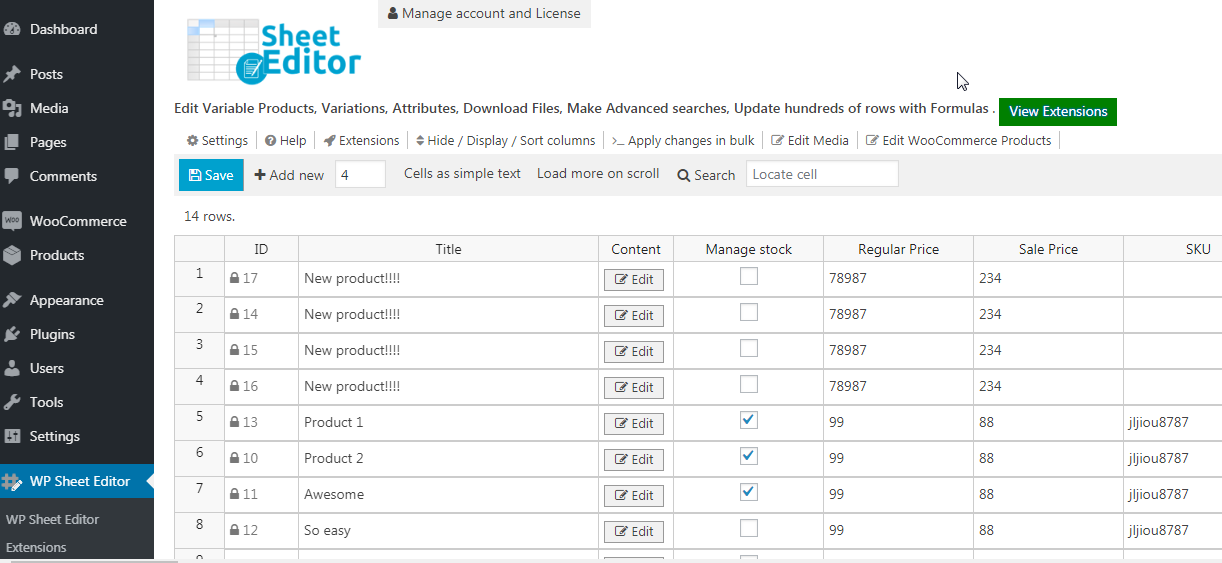 Manage account and License
Sheet
Editor
Edit Variable Products, Variations, Attributes, Download Files, Make Advanced searches, Update hundreds of rows with Formulas . View Extensions
Settings Help Extensions Hide / Display / Sort columns >_ Apply changes in bulk Edit Media Edit WooCommerce Products
Save + Add new 4 Cells as simple text Load more on scroll Search Locate cell
14 rows.
ID Title Content Manage stock Regular Price Sale Price SKU
1 17 New product!!!! Edit 78987 234
2 14 New product!!!! Edit 78987 234
3 15 New product!!!! Edit 78987 234
4 16 New product!!!! Edit 78987 234
5 13 Product 1 Edit 99 88 jljiou8787
6 10 Product 2 Edit 99 88 jljiou8787
7 11 Awesome Edit 99 88 jljiou8787
8 12 So easy Edit 99 88 jljiou8787
Dashboard
Posts
Media
Pages
Comments
Woo WooCommerce
Products
Appearance
Plugins
Users
Tools
Settings
WP Sheet Editor
WP Sheet Editor
Extensions